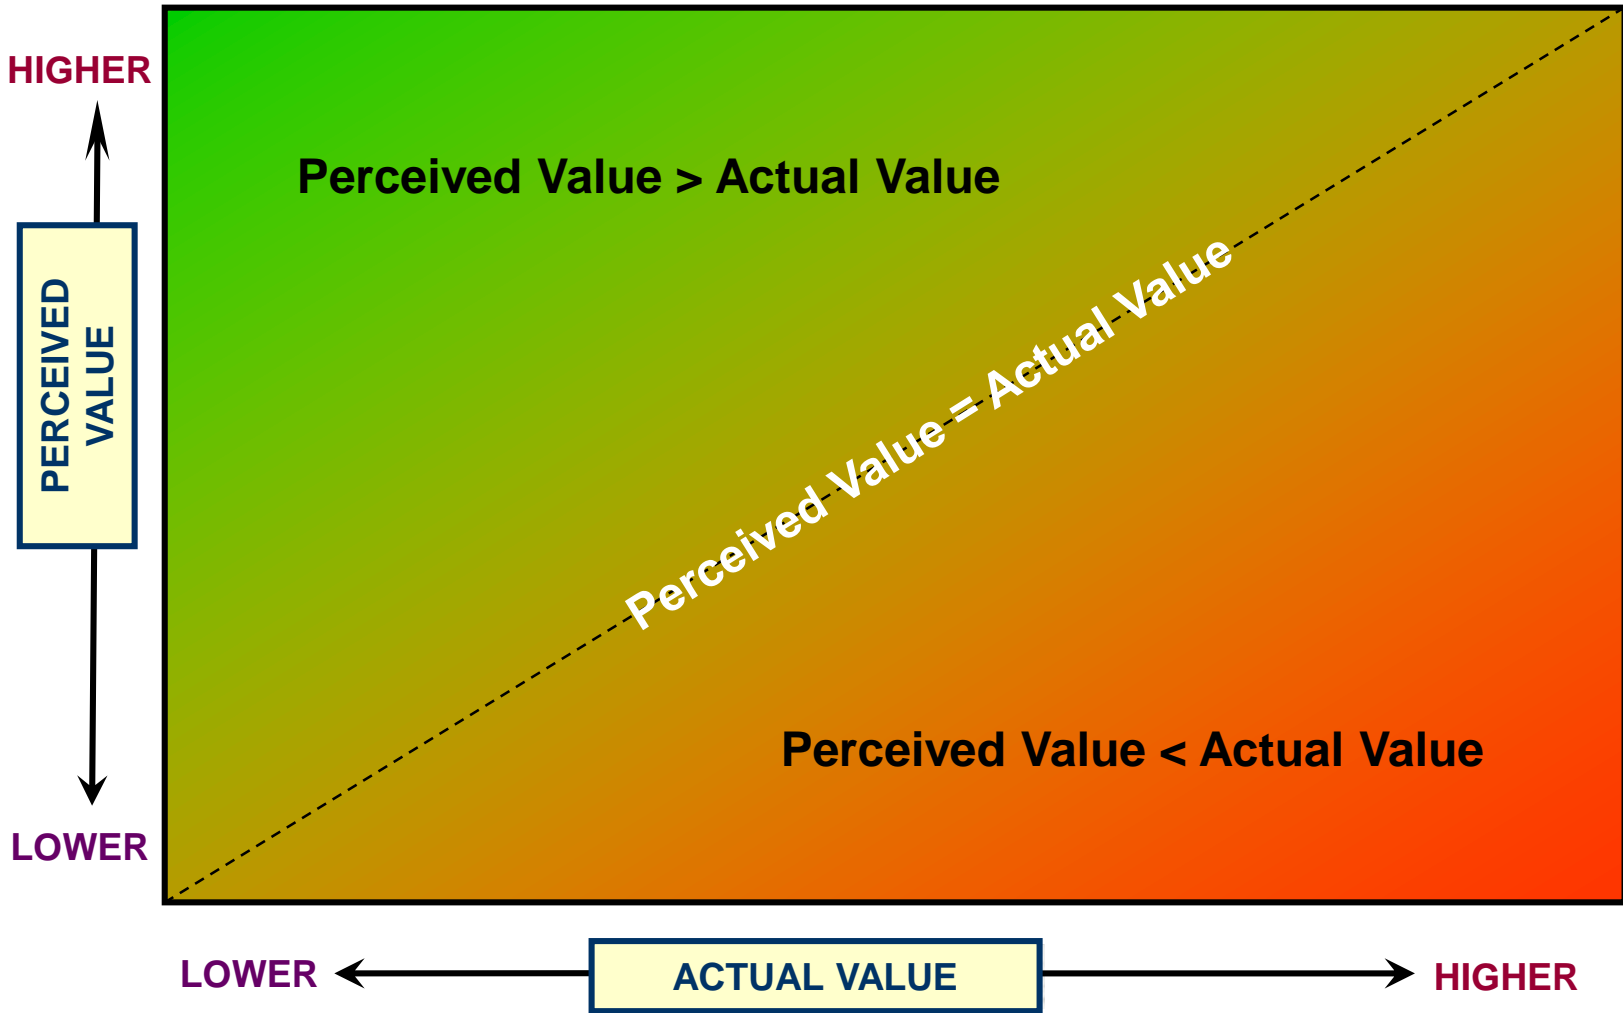 HIGHER
Perceived Value > Actual Value
PERCEIVED
VALUE
Perceived Value = Actual Value
Perceived Value < Actual Value
LOWER
LOWER
ACTUAL VALUE
HIGHER